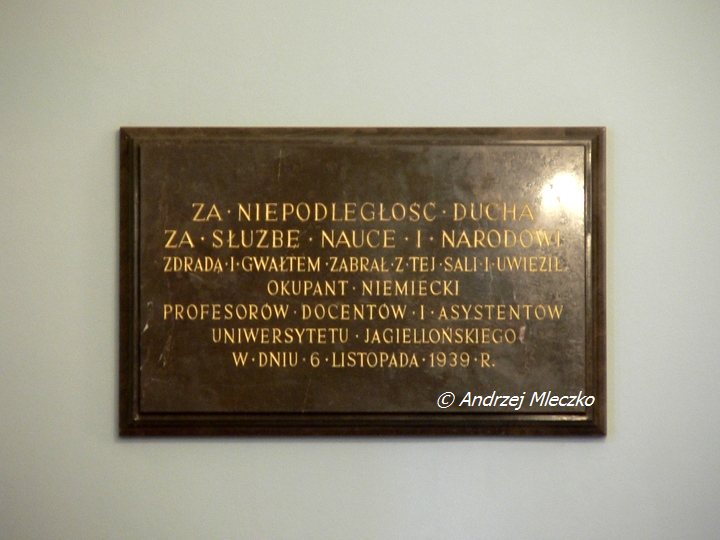 ZA·NIEPODLEGŁOŚĆ·DUCHA
ZA·SŁUŻBĘ·NAUCE·I·NARODOWI
ZDRADĄ·I·GWAŁTEM·ZABRAŁ·Z·TEJ·SALI·I·UWIĘZIŁ
OKUPANT·NIEMIECKI
PROFESORÓW·DOCENTÓW·I·ASYSTENTÓW
UNIWERSYTETU·JAGIELLOŃSKIEGO
W·DNIU·6·LISTOPADA·1939·R.
© Andrzej Mleczko